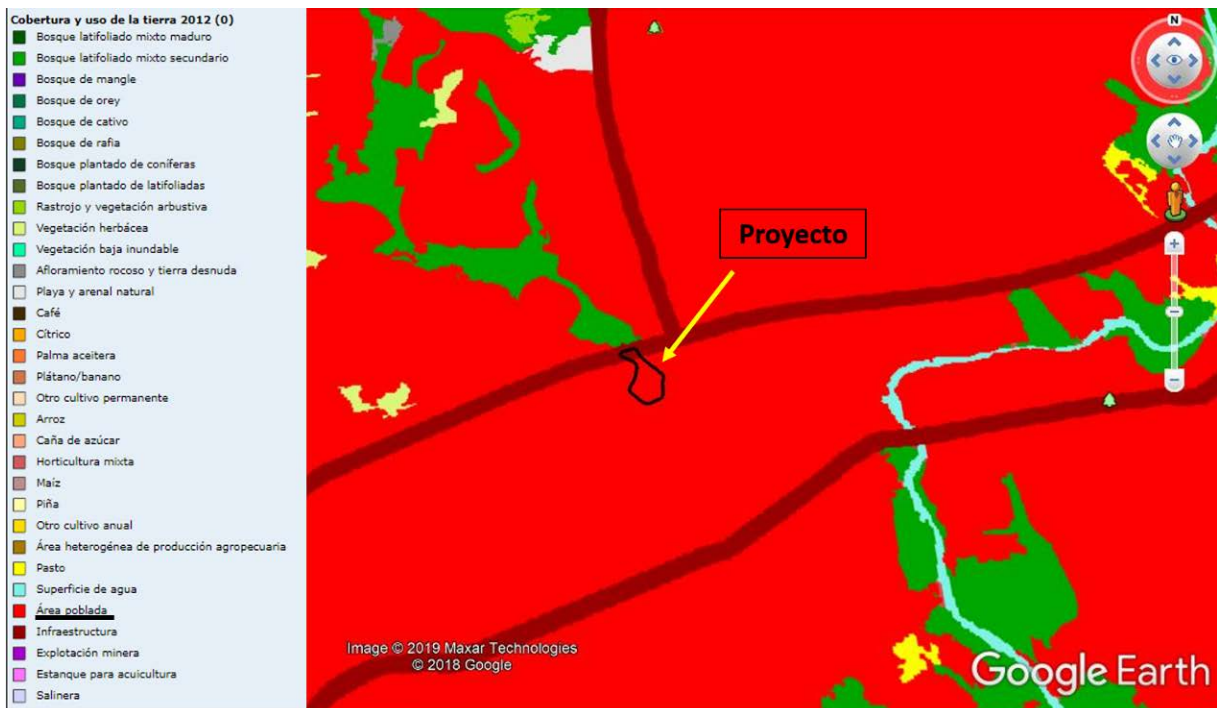 Cobertura y uso de la tierra 2012 (0)
Bosque latifoliado mixto maduro
Bosque latifoliado mixto secundario
Bosque de mangle
Bosque de orey
Bosque de cativo
Bosque de rafia
Bosque plantado de coníferas
Bosque plantado de latifoliadas
Rastrojo y vegetación arbustiva
Vegetación herbácea
Vegetación baja inundable
Afloramiento rocoso y tierra desnuda
Playa y arenal natural
Café
Cítrico
Palma aceitera
Plátano/banano
Otro cultivo permanente
Arroz
Caña de azúcar
Horticultura mixta
Maíz
Piña
Otro cultivo anual
Área heterogénea de producción agropecuaria
Pasto
Superficie de agua
Área poblada
Infraestructura
Explotación minera
Estanque para acuicultura
Salinera
N
Proyecto
Image © 2019 Maxar Technologies
© 2018 Google
Google Earth